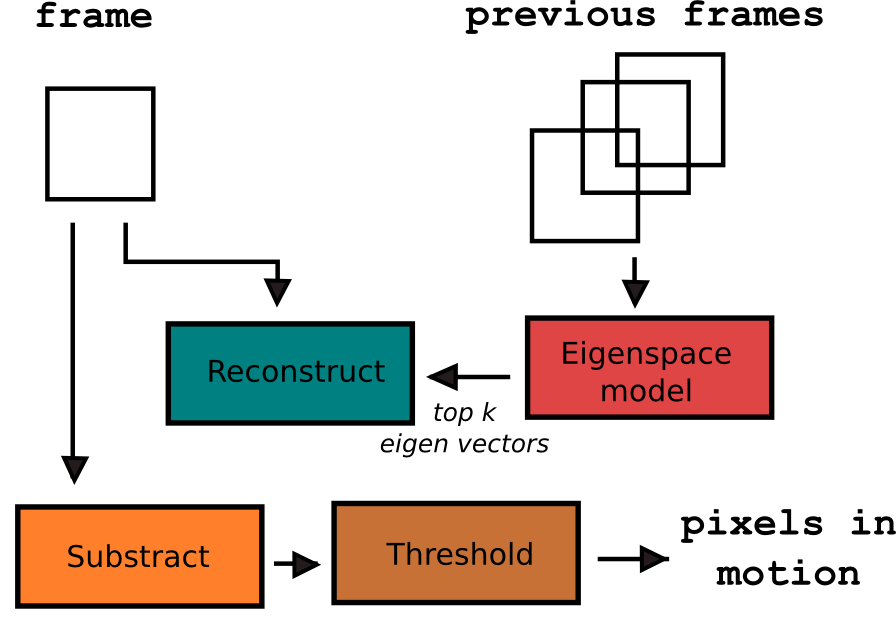 frame
previous frames
Reconstruct
Eigenspace
model
top k
eigen vectors
Substract
Threshold
pixels in
motion